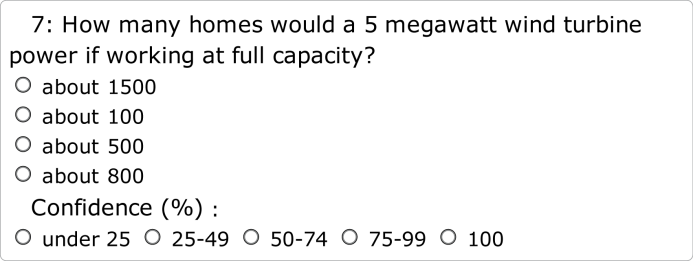 7: How many homes would a 5 megawatt wind turbine
power if working at full capacity?
about 1500
about 100
about 500
about 800
Confidence (%) :
under 25 25-49 50-74 75-99 100